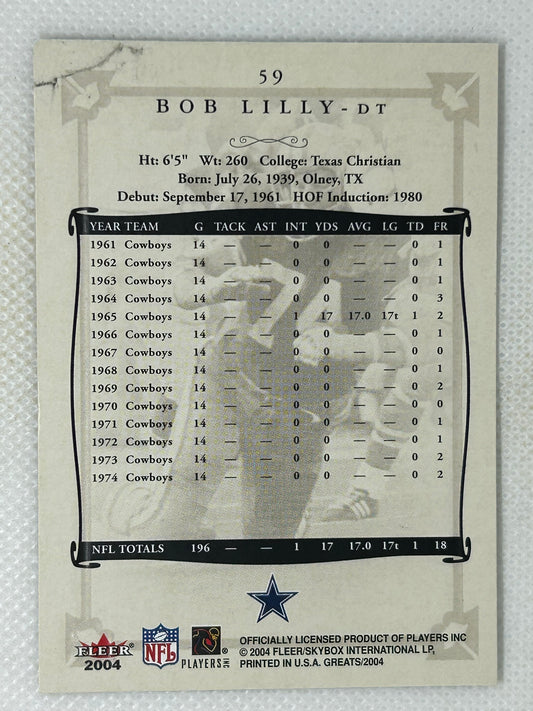 59
BOB LILLY - DT
Ht: 6'5" Wt: 260 College: Texas Christian
Born: July 26, 1939, Olney, TX
Debut: September 17, 1961 HOF Induction: 1980
YEAR TEAM G TACK AST INT YDS AVG LG TD FR
1961 Cowboys 14 — — 0 0 — — 0 1
1962 Cowboys 14 — — 0 0 — — 0 1
1963 Cowboys 14 — — 0 0 — — 0 1
1964 Cowboys 14 — — 0 0 — — 0 3
1965 Cowboys 14 — — 1 17 17.0 17t 1 2
1966 Cowboys 14 — — 0 0 — — 0 1
1967 Cowboys 14 — — 0 0 — — 0 0
1968 Cowboys 14 — — 0 0 — — 0 1
1969 Cowboys 14 — — 0 0 — — 0 2
1970 Cowboys 14 — — 0 0 — — 0 0
1971 Cowboys 14 — — 0 0 — — 0 1
1972 Cowboys 14 — — 0 0 — — 0 1
1973 Cowboys 14 — — 0 0 — — 0 2
1974 Cowboys 14 — — 0 0 — — 0 2
NFL TOTALS 196 — — 1 17 17.0 17t 1 18
FLEER
2004
NFL
PLAYERS INC
OFFICIALLY LICENSED PRODUCT OF PLAYERS INC
© 2004 FLEER/SKYBOX INTERNATIONAL LP,
PRINTED IN U.S.A. GREATS/2004